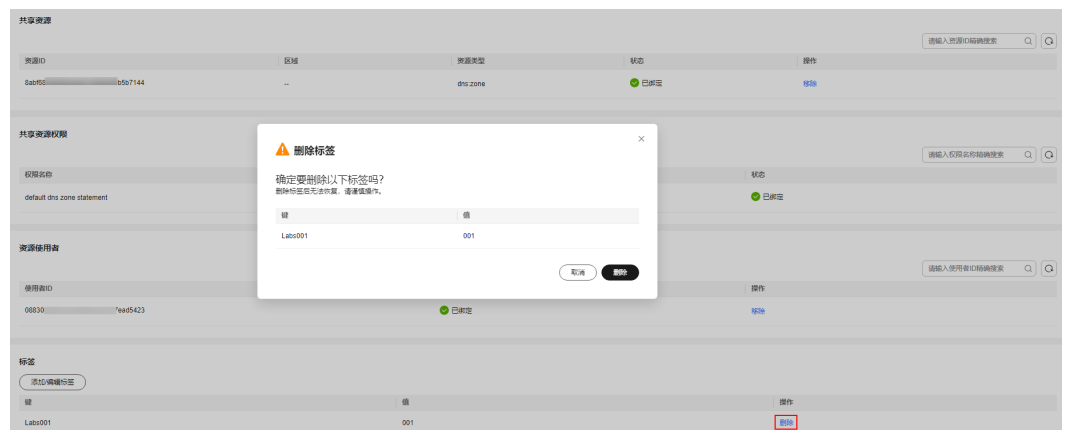 共享资源
请输入资源ID精确搜索
资源ID 区域 资源类型 状态 操作
8abf68 b5b7144 -- dns:zone 已绑定 移除
共享资源权限
请输入权限名称精确搜索
权限名称 状态
default dns zone statement 已绑定
删除标签
确定要删除以下标签吗?
删除标签后无法恢复，请谨慎操作。
键 值
Labs001 001
取消 删除
资源使用者
请输入使用者ID精确搜索
使用者ID 操作
08830 7ead5423 已绑定 移除
标签
添加/编辑标签
键 值 操作
Labs001 001 删除